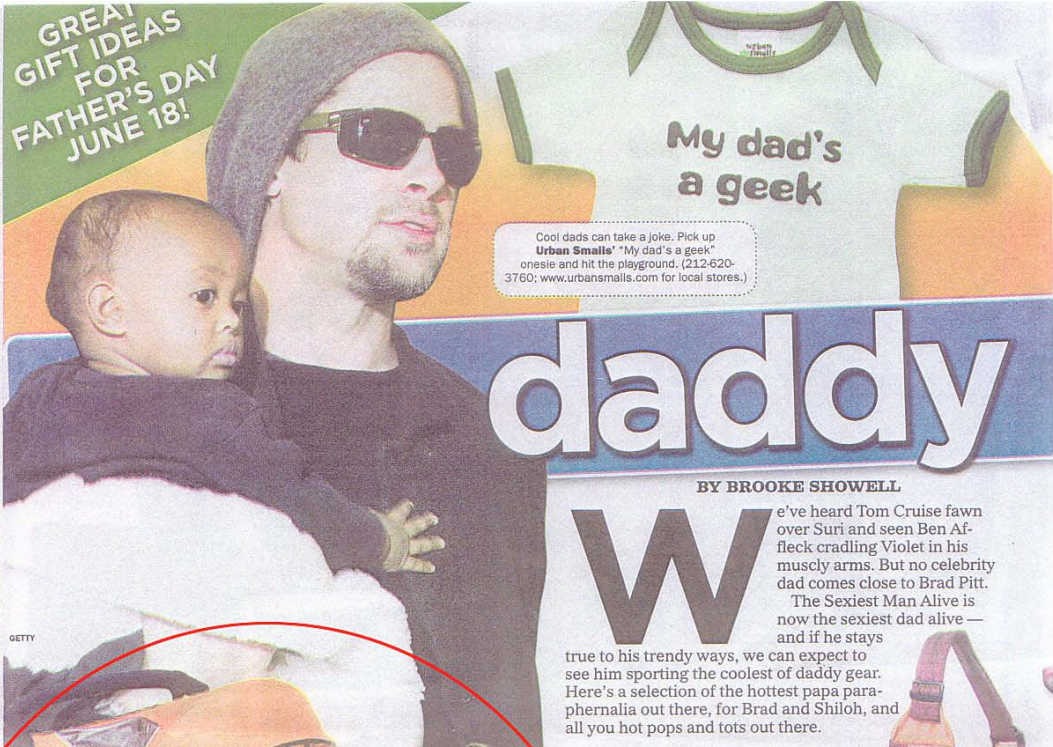 GREAT
GIFT IDEAS
FOR
FATHER'S DAY
JUNE 18!
urban
smalls
My dad's
a geek
Cool dads can take a joke. Pick up
Urban Smalls' "My dad's a geek"
onesie and hit the playground. (212-620-
3760; www.urbansmalls.com for local stores.)
daddy
BY BROOKE SHOWELL
We've heard Tom Cruise fawn
over Suri and seen Ben Af-
fleck cradling Violet in his
muscly arms. But no celebrity
dad comes close to Brad Pitt.
The Sexiest Man Alive is
now the sexiest dad alive —
and if he stays
true to his trendy ways, we can expect to
see him sporting the coolest of daddy gear.
Here's a selection of the hottest papa para-
phernalia out there, for Brad and Shiloh, and
all you hot pops and tots out there.
GETTY